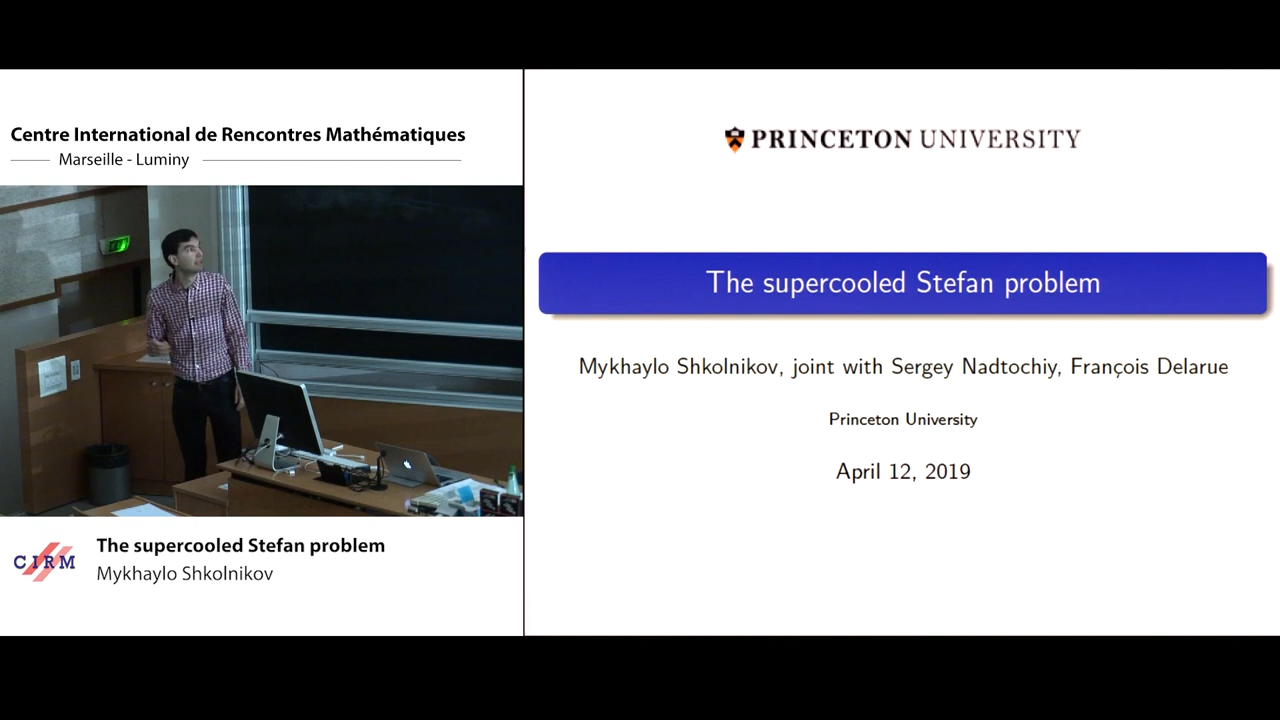 Centre International de Rencontres Mathématiques
Marseille - Luminy
CIRM
The supercooled Stefan problem
Mykhaylo Shkolnikov
PRINCETON UNIVERSITY
The supercooled Stefan problem
Mykhaylo Shkolnikov, joint with Sergey Nadtochiy, François Delarue
Princeton University
April 12, 2019